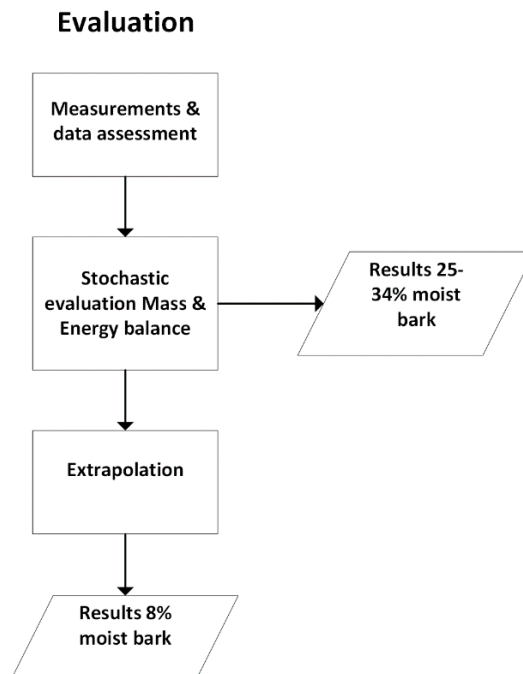 Evaluation
Measurements &
data assessment
Stochastic
evaluation Mass &
Energy balance
Results 25-
34% moist
bark
Extrapolation
Results 8%
moist bark